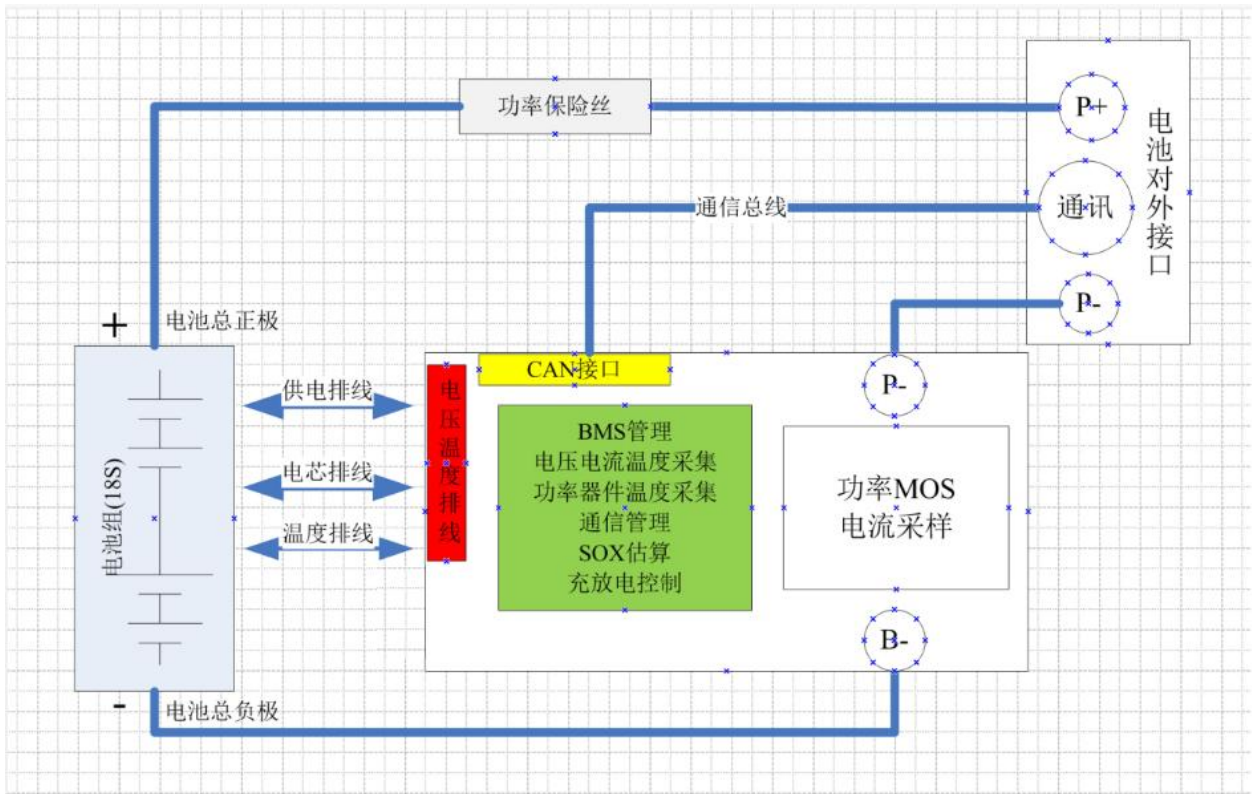 功率保险丝
P+
电池对外接口
通信总线
通讯
P-
+
电池总正极
CAN接口
P-
供电排线
电压温度排线
BMS管理
电压电流温度采集
功率器件温度采集
通信管理
SOX估算
充放电控制
电芯排线
功率MOS
电流采样
电池组(18S)
温度排线
B-
-
电池总负极